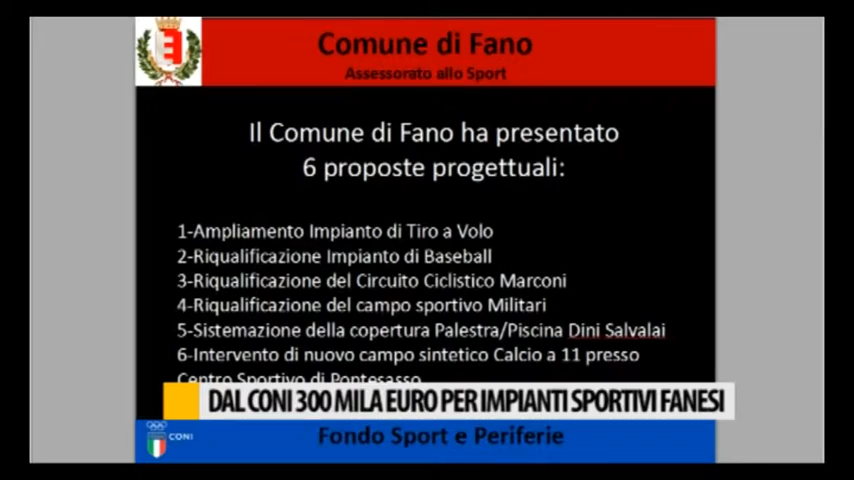 Comune di Fano
Assessorato allo Sport
Il Comune di Fano ha presentato
6 proposte progettuali:
1-Ampliamento Impianto di Tiro a Volo
2-Riqualificazione Impianto di Baseball
3-Riqualificazione del Circuito Ciclistico Marconi
4-Riqualificazione del campo sportivo Militari
5-Sistemazione della copertura Palestra/Piscina Dini Salvalai
6-Intervento di nuovo campo sintetico Calcio a 11 presso
Centro Sportivo di Pontesasso
DAL CONI 300 MILA EURO PER IMPIANTI SPORTIVI FANESI
CONI
Fondo Sport e Periferie